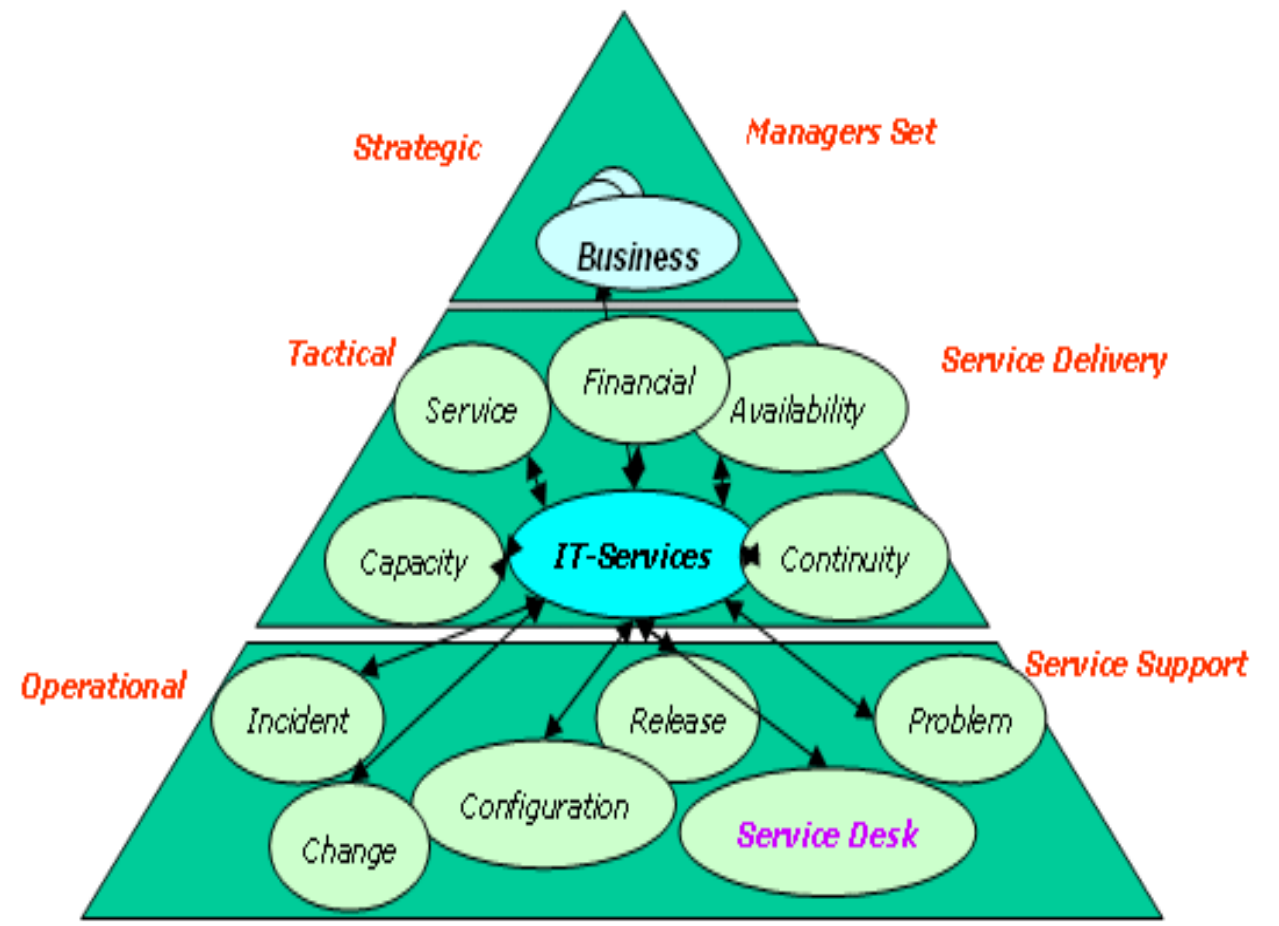 Managers Set
Strategic
Business
Tactical
Service Delivery
Financial
Service
Availability
IT-Services
Capacity
Continuity
Service Support
Operational
Incident
Release
Problem
Configuration
Service Desk
Change